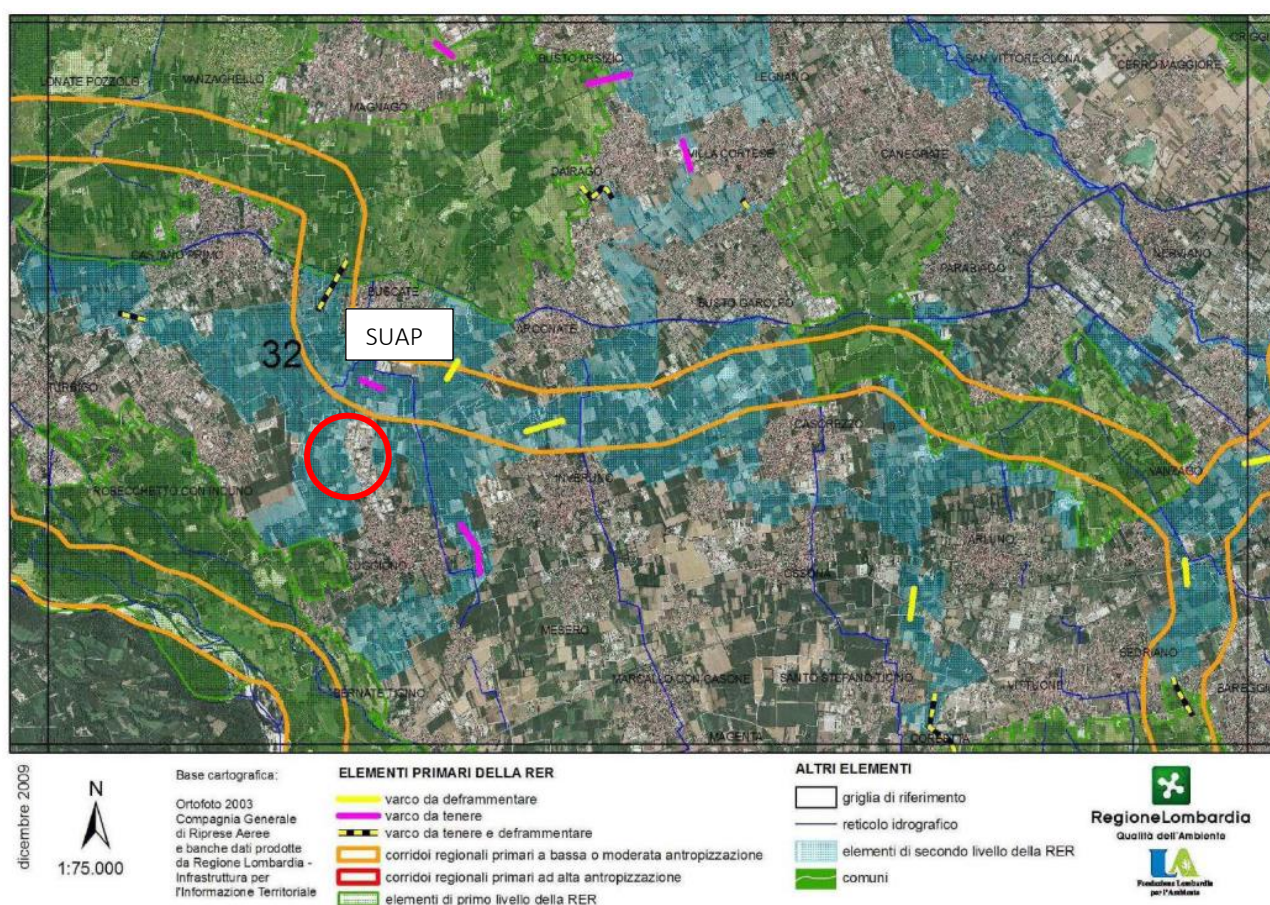 BUSTO ARSIZIO
SAN VITTORE OLONA
LONATE POZZOLO
VANZAGHELLO
LEGNANO
CERRO MAGGIORE
MAGNAGO
VILLA CORTESE
CANEGRATE
DAIRAGO
CASTANO PRIMO
NERVIANO
PARABIAGO
BUSCATE
BUSTO GAROLFO
ARCONATE
SUAP
32
TURBIGO
CASOREZZO
VANZAGO
ROBECCHETTO CON INDUNO
INVERUNO
ARLUNO
CUGGIONO
OSSONA
MESERO
SEDRIANO
BERNATE TICINO
MARCALLO CON CASONE
SANTO STEFANO TICINO
VITTUONE
BAREGGIO
MAGENTA
CORBETTA
dicembre 2009
N
1:75.000
Base cartografica:
Ortofoto 2003
Compagnia Generale
di Riprese Aeree
e banche dati prodotte
da Regione Lombardia -
Infrastruttura per
l'Informazione Territoriale
ELEMENTI PRIMARI DELLA RER
varco da deframmentare
varco da tenere
varco da tenere e deframmentare
corridoi regionali primari a bassa o moderata antropizzazione
corridoi regionali primari ad alta antropizzazione
elementi di primo livello della RER
ALTRI ELEMENTI
griglia di riferimento
reticolo idrografico
elementi di secondo livello della RER
comuni
RegioneLombardia
Qualità dell'Ambiente
Fondazione Lombardia
per l'Ambiente